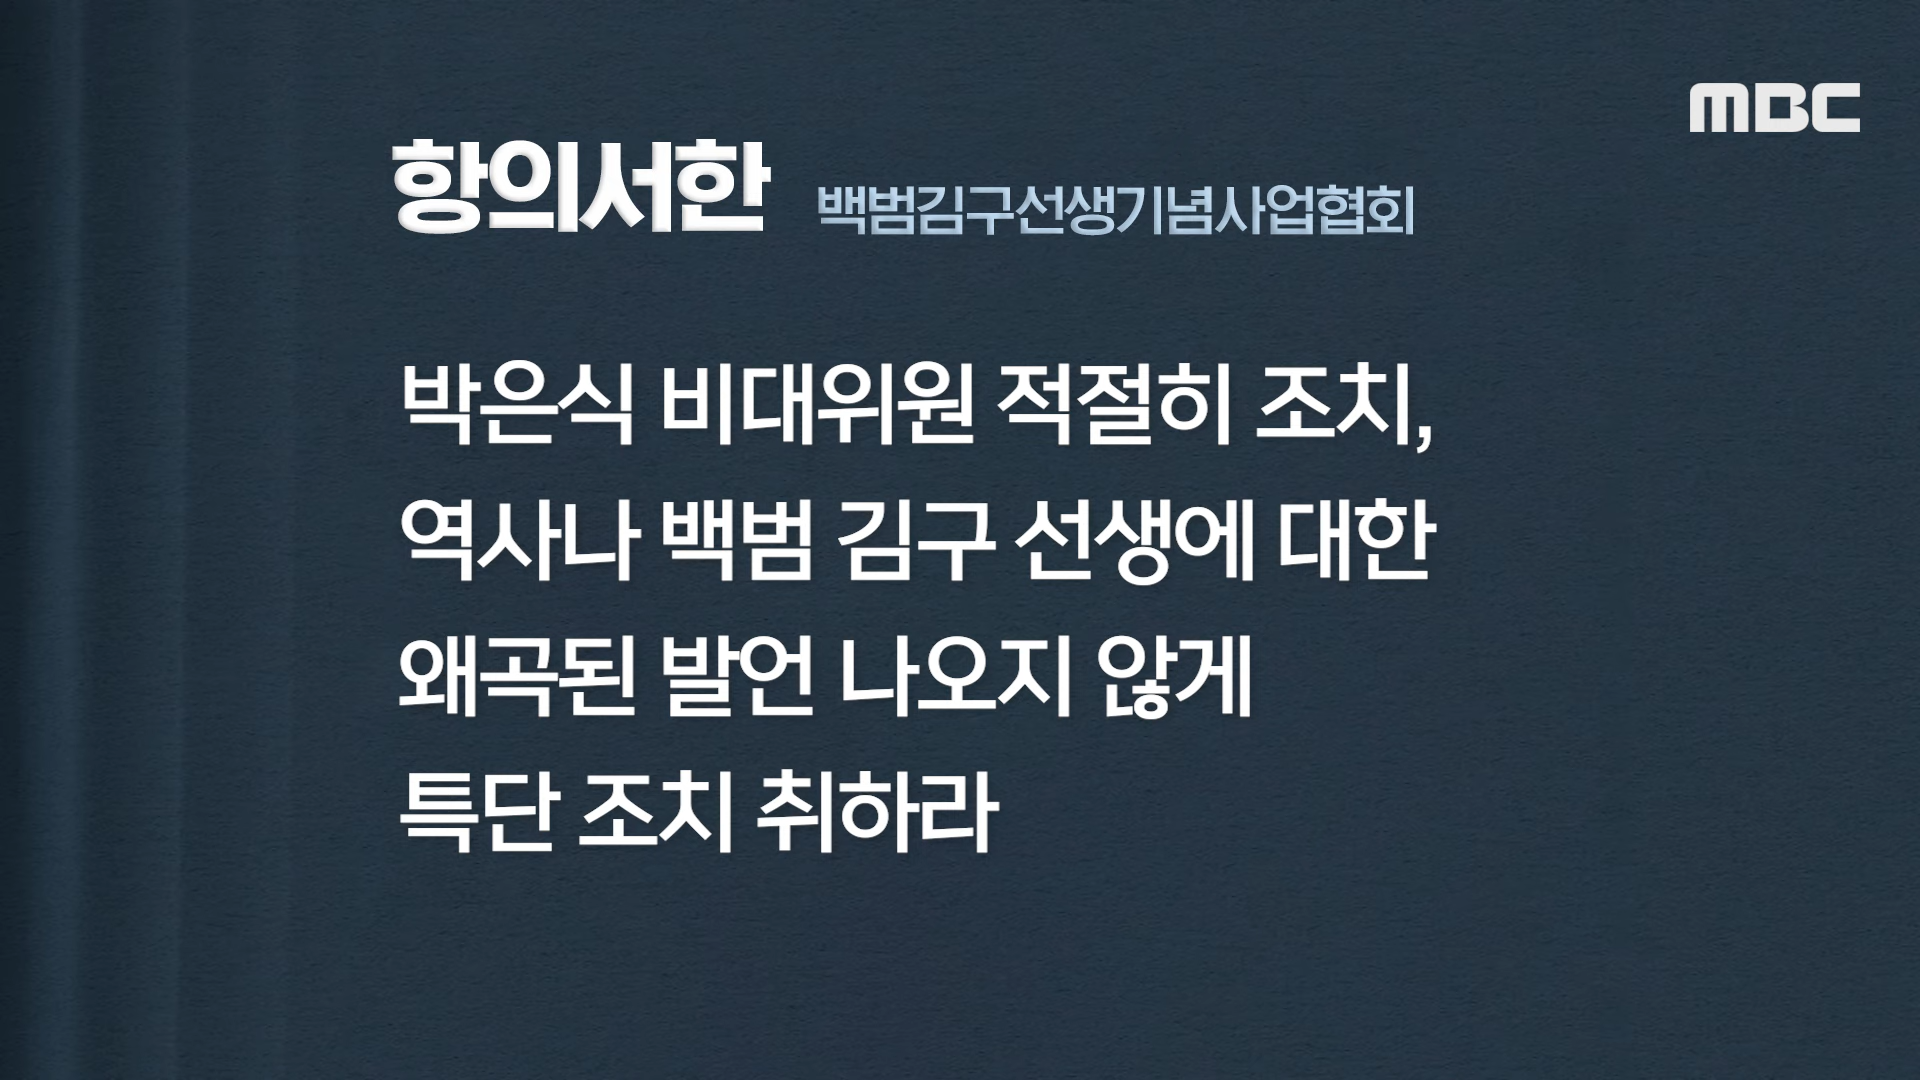 MBC
항의서한 백범김구선생기념사업협회
박은식 비대위원 적절히 조치,
역사나 백범 김구 선생에 대한
왜곡된 발언 나오지 않게
특단 조치 취하라